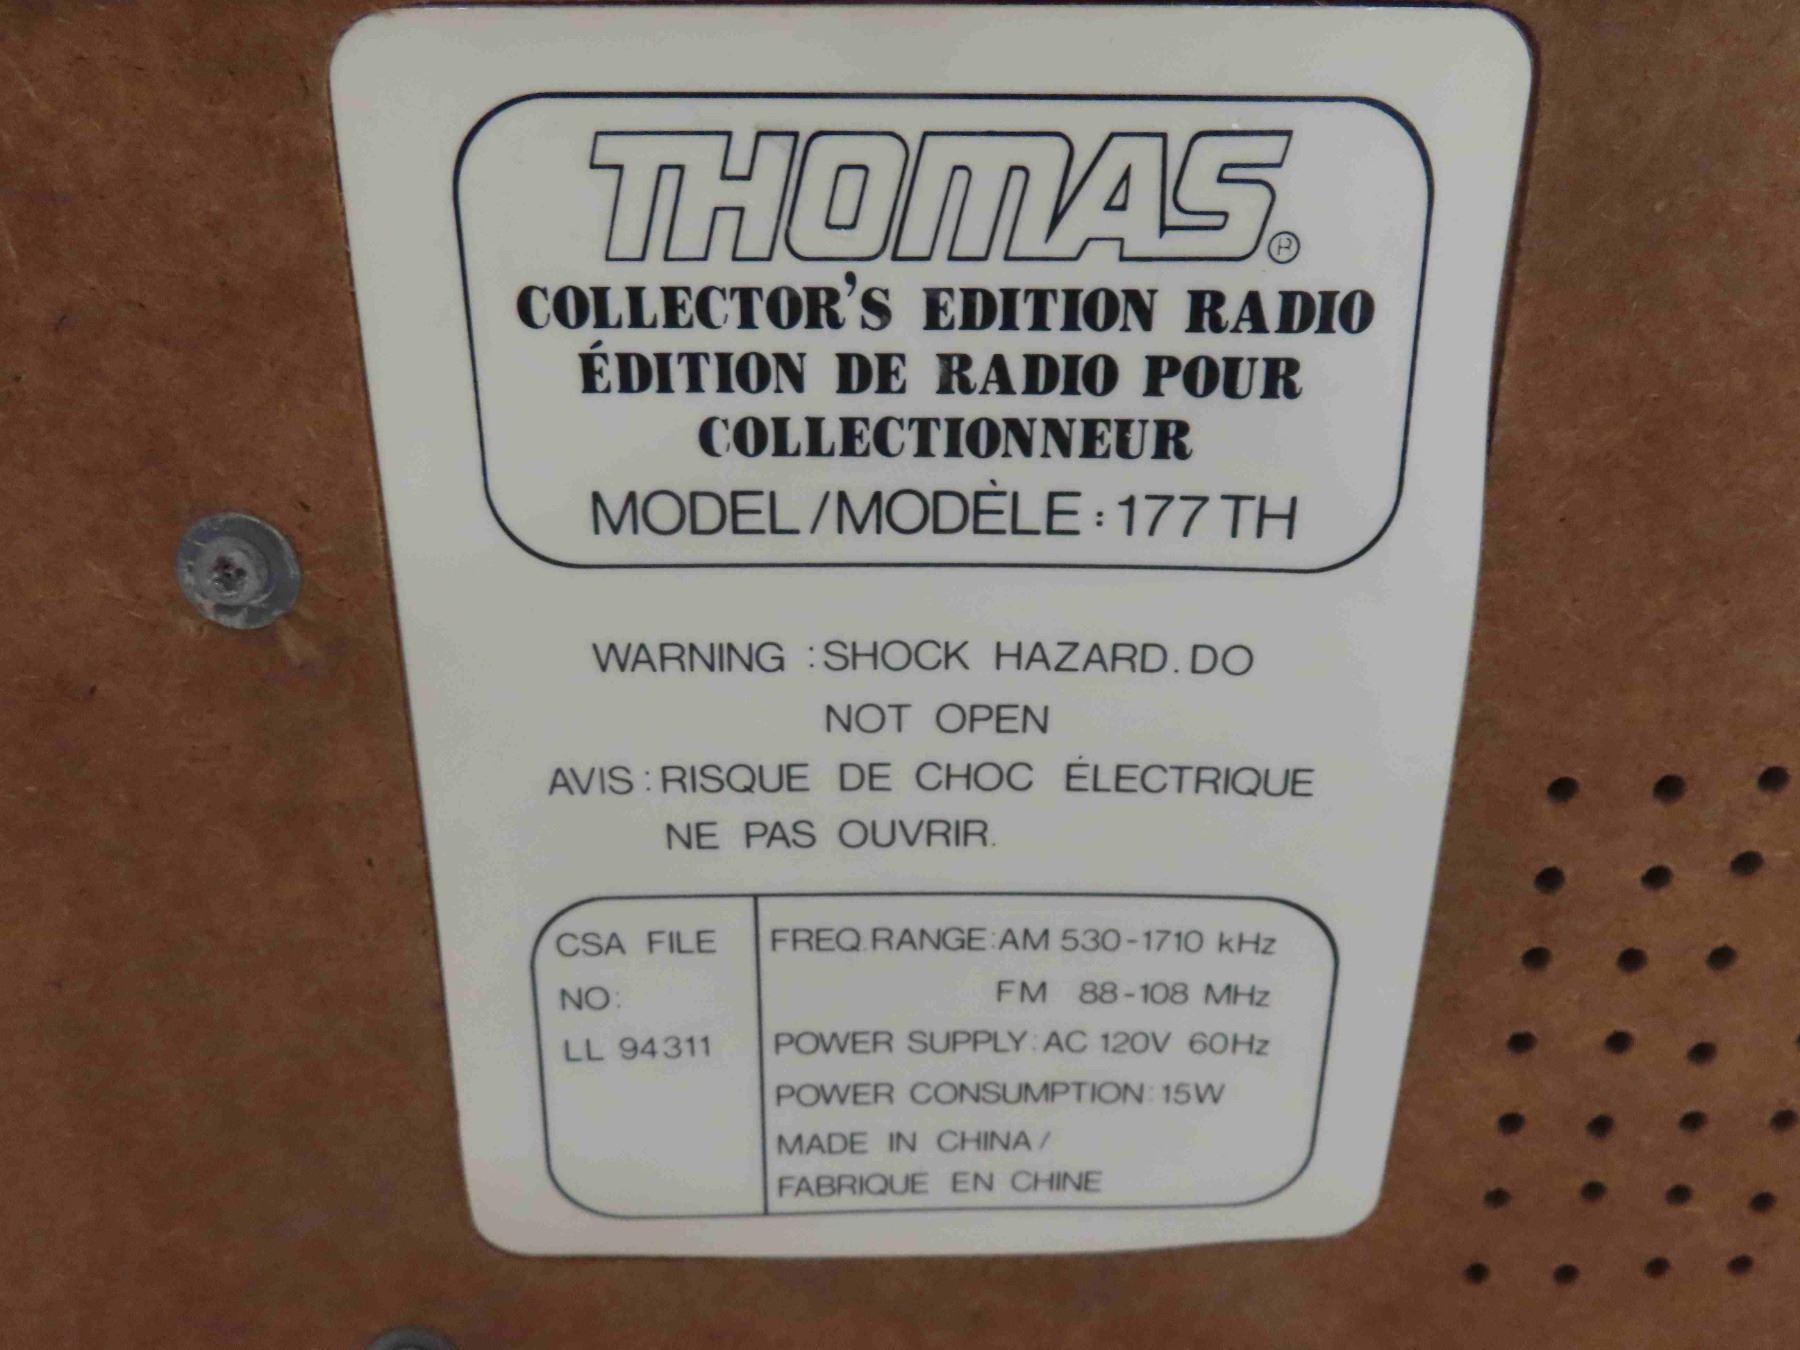 THOMAS®
COLLECTOR'S EDITION RADIO
ÉDITION DE RADIO POUR
COLLECTIONNEUR
MODEL/MODÈLE : 177 TH
WARNING : SHOCK HAZARD. DO
NOT OPEN
AVIS : RISQUE DE CHOC ÉLECTRIQUE
NE PAS OUVRIR.
CSA FILE
NO:
LL 94311
FREQ. RANGE: AM 530-1710 kHz
FM 88-108 MHz
POWER SUPPLY: AC 120V 60Hz
POWER CONSUMPTION: 15W
MADE IN CHINA /
FABRIQUE EN CHINE